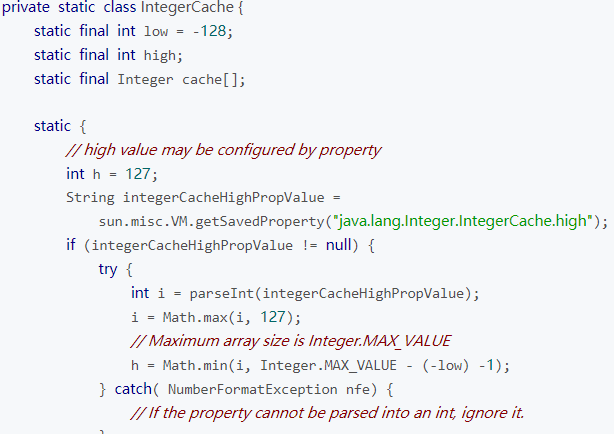 private static class IntegerCache {
static final int low = -128;
static final int high;
static final Integer cache[];
static {
// high value may be configured by property
int h = 127;
String integerCacheHighPropValue =
sun.misc.VM.getSavedProperty("java.lang.Integer.IntegerCache.high");
if (integerCacheHighPropValue != null) {
try {
int i = parseInt(integerCacheHighPropValue);
i = Math.max(i, 127);
// Maximum array size is Integer.MAX_VALUE
h = Math.min(i, Integer.MAX_VALUE - (-low) -1);
} catch( NumberFormatException nfe) {
// If the property cannot be parsed into an int, ignore it.